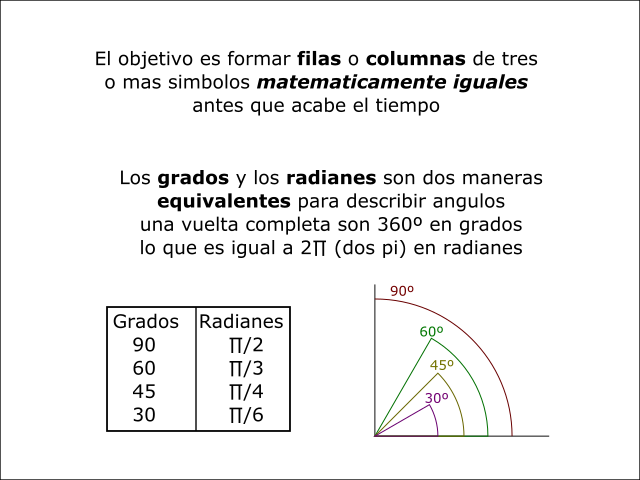 El objetivo es formar filas o columnas de tres
o mas simbolos matematicamente iguales
antes que acabe el tiempo
Los grados y los radianes son dos maneras
equivalentes para describir angulos
una vuelta completa son 360º en grados
lo que es igual a 2∏ (dos pi) en radianes
Grados Radianes
90 ∏/2
60 ∏/3
45 ∏/4
30 ∏/6
90º
60º
45º
30º